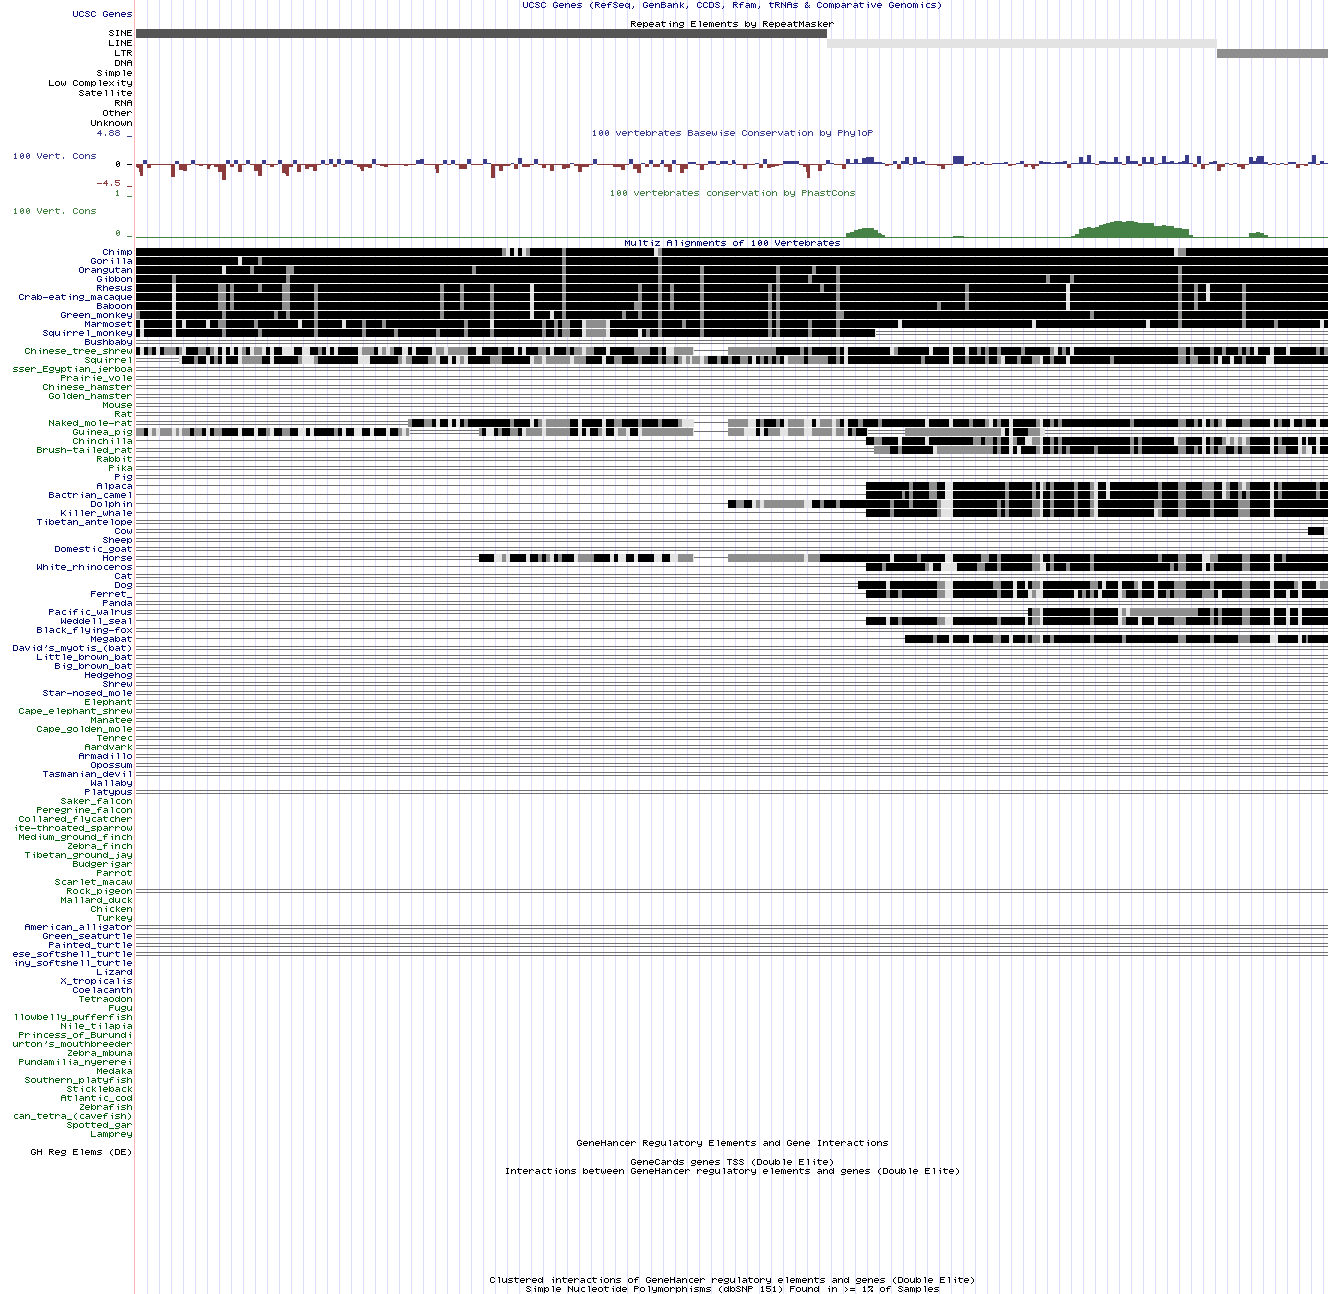 UCSC Genes (RefSeq, GenBank, CCDS, Rfam, tRNAs & Comparative Genomics)
UCSC Genes
Repeating Elements by RepeatMasker
SINE
LINE
LTR
DNA
Simple
Low Complexity
Satellite
RNA
Other
Unknown
4.88 _
100 vertebrates Basewise Conservation by PhyloP
100 Vert. Cons
0 _
-4.5 _
1 _
100 vertebrates conservation by PhastCons
100 Vert. Cons
0 _
Multiz Alignments of 100 Vertebrates
Chimp
Gorilla
Orangutan
Gibbon
Rhesus
Crab-eating_macaque
Baboon
Green_monkey
Marmoset
Squirrel_monkey
Bushbaby
Chinese_tree_shrew
Squirrel
sser_Egyptian_jerboa
Prairie_vole
Chinese_hamster
Golden_hamster
Mouse
Rat
Naked_mole-rat
Guinea_pig
Chinchilla
Brush-tailed_rat
Rabbit
Pika
Pig
Alpaca
Bactrian_camel
Dolphin
Killer_whale
Tibetan_antelope
Cow
Sheep
Domestic_goat
Horse
White_rhinoceros
Cat
Dog
Ferret_
Panda
Pacific_walrus
Weddell_seal
Black_flying-fox
Megabat
David's_myotis_(bat)
Little_brown_bat
Big_brown_bat
Hedgehog
Shrew
Star-nosed_mole
Elephant
Cape_elephant_shrew
Manatee
Cape_golden_mole
Tenrec
Aardvark
Armadillo
Opossum
Tasmanian_devil
Wallaby
Platypus
Saker_falcon
Peregrine_falcon
Collared_flycatcher
ite-throated_sparrow
Medium_ground_finch
Zebra_finch
Tibetan_ground_jay
Budgerigar
Parrot
Scarlet_macaw
Rock_pigeon
Mallard_duck
Chicken
Turkey
American_alligator
Green_seaturtle
Painted_turtle
ese_softshell_turtle
iny_softshell_turtle
Lizard
X_tropicalis
Coelacanth
Tetraodon
Fugu
llowbelly_pufferfish
Nile_tilapia
Princess_of_Burundi
urton's_mouthbreeder
Zebra_mbuna
Pundamilia_nyererei
Medaka
Southern_platyfish
Stickleback
Atlantic_cod
Zebrafish
can_tetra_(cavefish)
Spotted_gar
Lamprey
GeneHancer Regulatory Elements and Gene Interactions
GH Reg Elems (DE)
GeneCards genes TSS (Double Elite)
Interactions between GeneHancer regulatory elements and genes (Double Elite)
Clustered interactions of GeneHancer regulatory elements and genes (Double Elite)
Simple Nucleotide Polymorphisms (dbSNP 151) Found in >= 1% of Samples